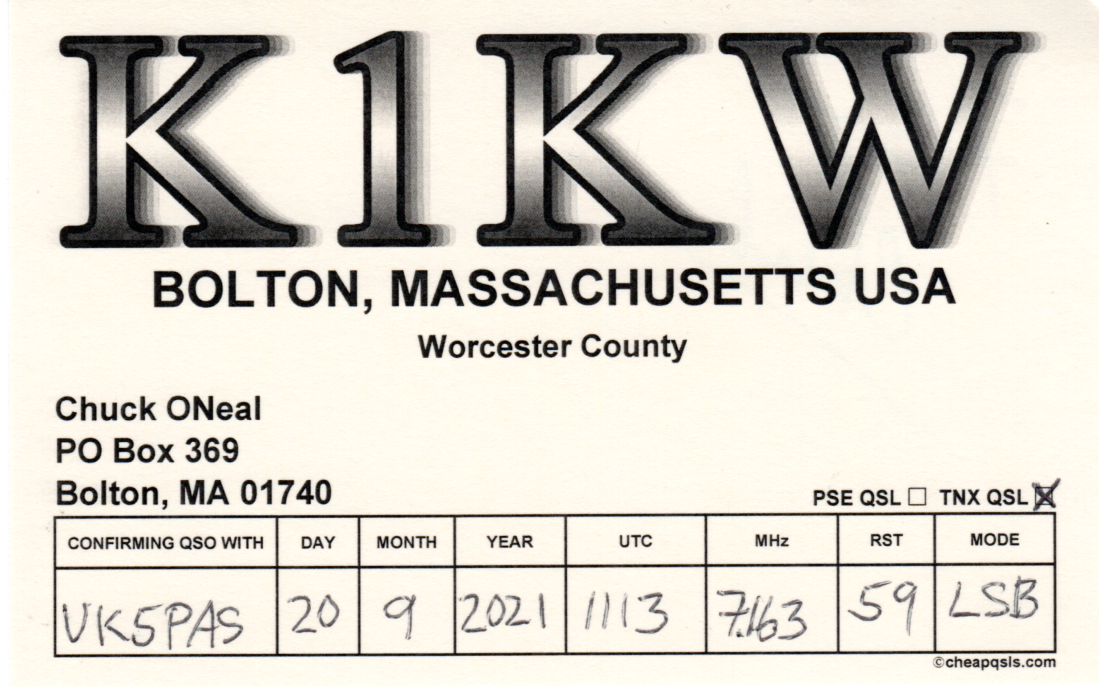 K1KW
BOLTON, MASSACHUSETTS USA
Worcester County
Chuck ONeal
PO Box 369
Bolton, MA 01740
PSE QSL ☐ TNX QSL ☒
CONFIRMING QSO WITH DAY MONTH YEAR UTC MHz RST MODE
VK5PAS 20 9 2021 1113 7.163 59 LSB
©cheapqsls.com